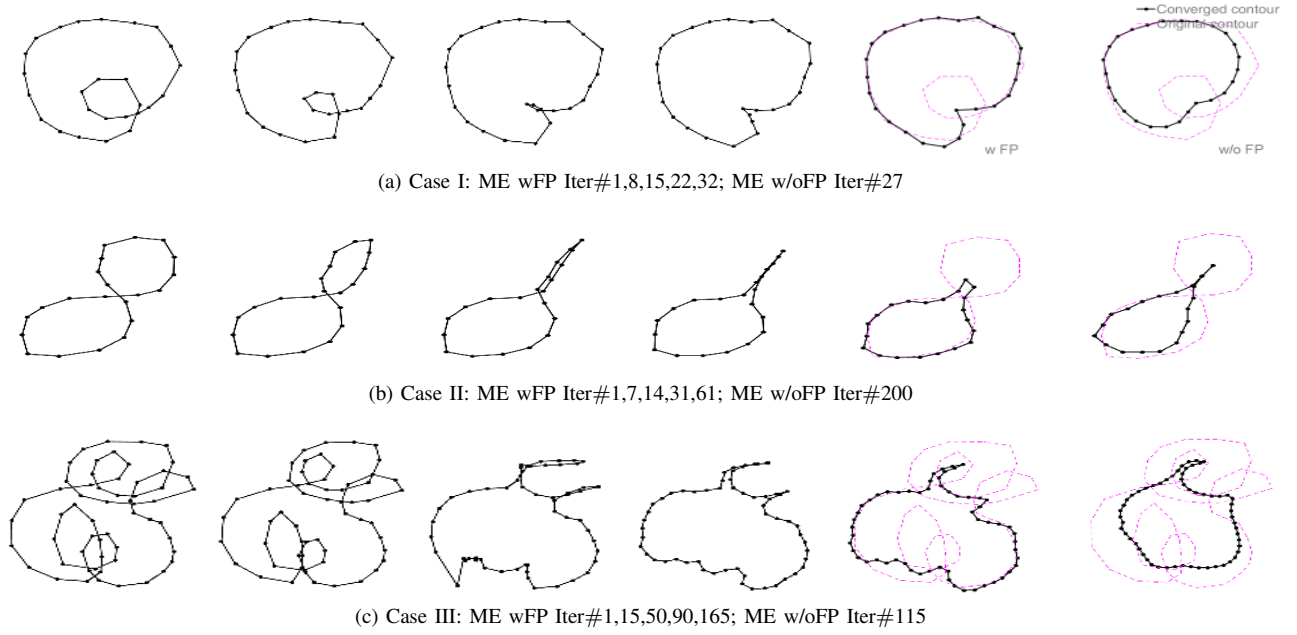 Converged contour
Original contour
w FP
w/o FP
(a) Case I: ME wFP Iter#1,8,15,22,32; ME w/oFP Iter#27
(b) Case II: ME wFP Iter#1,7,14,31,61; ME w/oFP Iter#200
(c) Case III: ME wFP Iter#1,15,50,90,165; ME w/oFP Iter#115